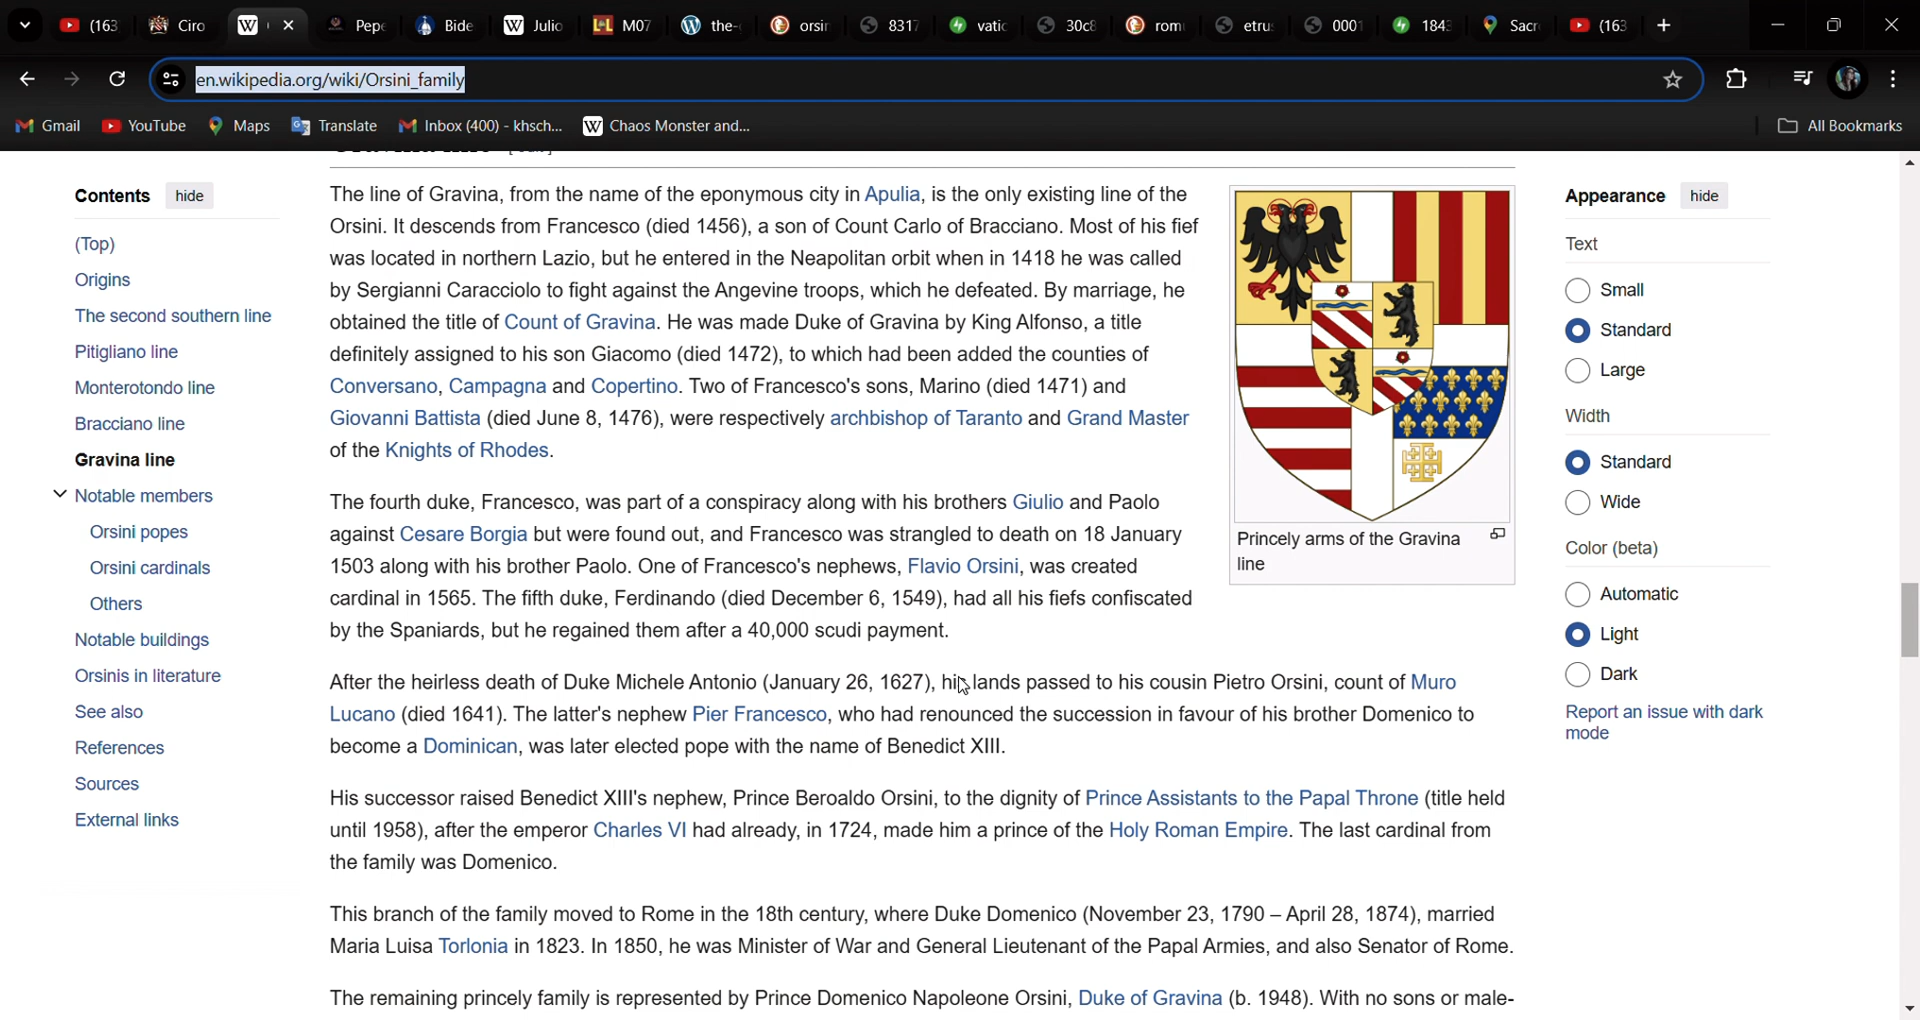 (163
Ciro
W
Pepe
Bide
Julio
M07
the-
orsin
8317
vatic
30c8
rom
etrus
0001
1843
Sacr
(163
en.wikipedia.org/wiki/Orsini_family
Gmail YouTube Maps Translate Inbox (400) - khsch... Chaos Monster and... All Bookmarks
Contents hide
(Top)
Origins
The second southern line
Pitigliano line
Monterotondo line
Bracciano line
Gravina line
Notable members
Orsini popes
Orsini cardinals
Others
Notable buildings
Orsinis in literature
See also
References
Sources
External links
The line of Gravina, from the name of the eponymous city in Apulia, is the only existing line of the
Orsini. It descends from Francesco (died 1456), a son of Count Carlo of Bracciano. Most of his fief
was located in northern Lazio, but he entered in the Neapolitan orbit when in 1418 he was called
by Sergianni Caracciolo to fight against the Angevine troops, which he defeated. By marriage, he
obtained the title of Count of Gravina. He was made Duke of Gravina by King Alfonso, a title
definitely assigned to his son Giacomo (died 1472), to which had been added the counties of
Conversano, Campagna and Copertino. Two of Francesco's sons, Marino (died 1471) and
Giovanni Battista (died June 8, 1476), were respectively archbishop of Taranto and Grand Master
of the Knights of Rhodes.
The fourth duke, Francesco, was part of a conspiracy along with his brothers Giulio and Paolo
against Cesare Borgia but were found out, and Francesco was strangled to death on 18 January
1503 along with his brother Paolo. One of Francesco's nephews, Flavio Orsini, was created
cardinal in 1565. The fifth duke, Ferdinando (died December 6, 1549), had all his fiefs confiscated
by the Spaniards, but he regained them after a 40,000 scudi payment.
Princely arms of the Gravina
line
After the heirless death of Duke Michele Antonio (January 26, 1627), his lands passed to his cousin Pietro Orsini, count of Muro
Lucano (died 1641). The latter's nephew Pier Francesco, who had renounced the succession in favour of his brother Domenico to
become a Dominican, was later elected pope with the name of Benedict XIII.
His successor raised Benedict XIII's nephew, Prince Beroaldo Orsini, to the dignity of Prince Assistants to the Papal Throne (title held
until 1958), after the emperor Charles VI had already, in 1724, made him a prince of the Holy Roman Empire. The last cardinal from
the family was Domenico.
This branch of the family moved to Rome in the 18th century, where Duke Domenico (November 23, 1790 – April 28, 1874), married
Maria Luisa Torlonia in 1823. In 1850, he was Minister of War and General Lieutenant of the Papal Armies, and also Senator of Rome.
The remaining princely family is represented by Prince Domenico Napoleone Orsini, Duke of Gravina (b. 1948). With no sons or male-
Appearance hide
Text
Small
Standard
Large
Width
Standard
Wide
Color (beta)
Automatic
Light
Dark
Report an issue with dark
mode